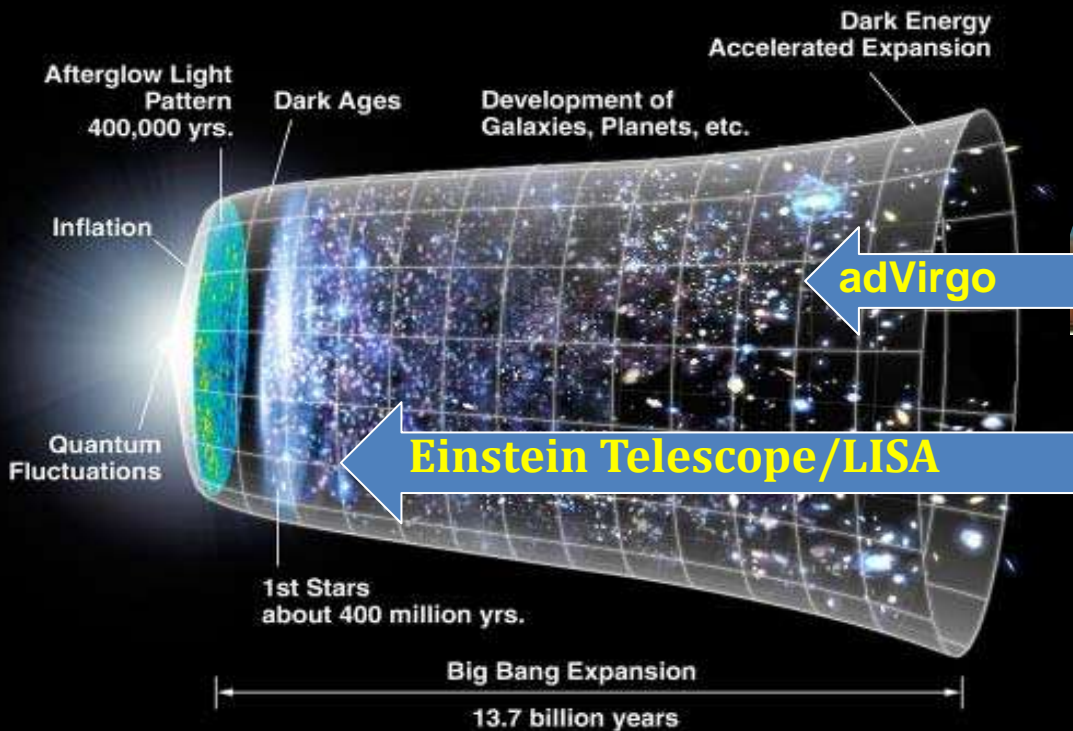 Dark Energy
Accelerated Expansion
Afterglow Light
Pattern
400,000 yrs.
Dark Ages
Development of
Galaxies, Planets, etc.
Inflation
adVirgo
Quantum
Fluctuations
Einstein Telescope/LISA
1st Stars
about 400 million yrs.
Big Bang Expansion
13.7 billion years